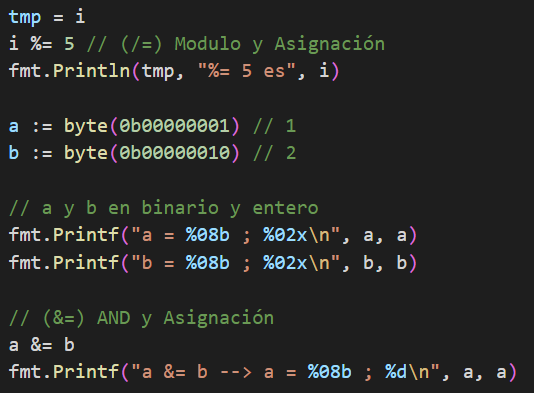 tmp = i
i %= 5 // (/=) Modulo y Asignación
fmt.Println(tmp, "%= 5 es", i)

a := byte(0b00000001) // 1
b := byte(0b00000010) // 2

// a y b en binario y entero
fmt.Printf("a = %08b ; %02x\n", a, a)
fmt.Printf("b = %08b ; %02x\n", b, b)

// (&=) AND y Asignación
a &= b
fmt.Printf("a &= b --> a = %08b ; %d\n", a, a)